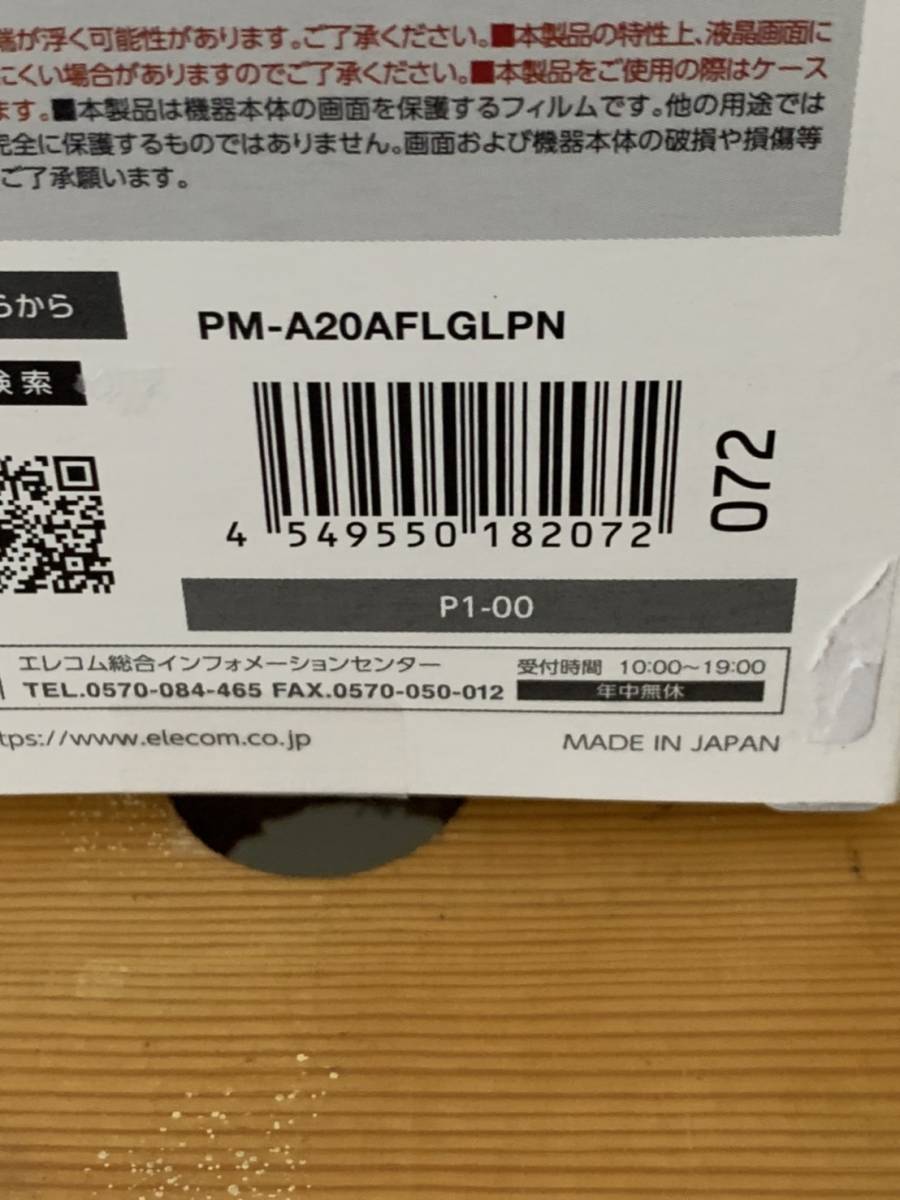 端が浮く可能性があります。ご了承ください。■本製品の特性上、液晶画面に
にくい場合がありますのでご了承ください。■本製品をご使用の際はケース
ます。■本製品は機器本体の画面を保護するフィルムです。他の用途では
完全に保護するものではありません。画面および機器本体の破損や損傷等
ご了承願います。
らから
検索
PM-A20AFLGLPN
4 549550 182072
072
P1-00
エレコム総合インフォメーションセンター 受付時間 10:00～19:00
TEL.0570-084-465 FAX.0570-050-012 年中無休
tps://www.elecom.co.jp
MADE IN JAPAN